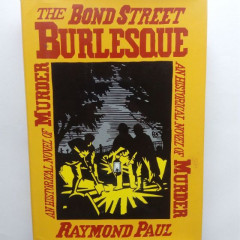 THE BOND STREET
BURLESQUE
AN HISTORICAL NOVEL OF MURDER
AN HISTORICAL NOVEL OF MURDER
RAYMOND PAUL